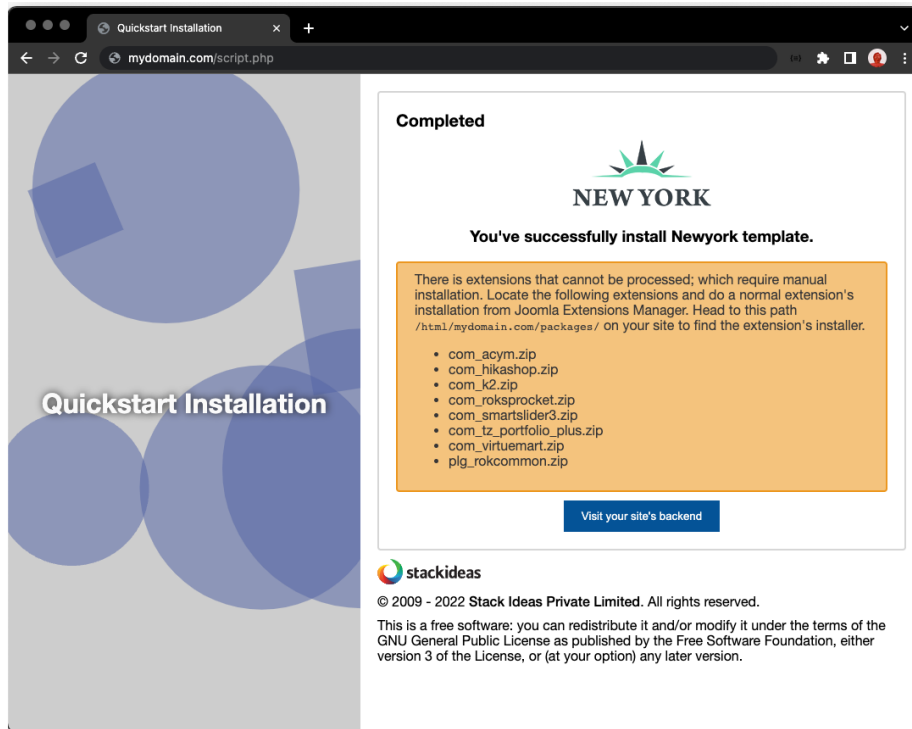 Quickstart Installation
mydomain.com/script.php
Quickstart Installation
Completed
NEW YORK
You've successfully install Newyork template.
There is extensions that cannot be processed; which require manual
installation. Locate the following extensions and do a normal extension's
installation from Joomla Extensions Manager. Head to this path
/html/mydomain.com/packages/ on your site to find the extension's installer.
• com_acym.zip
• com_hikashop.zip
• com_k2.zip
• com_roksprocket.zip
• com_smartslider3.zip
• com_tz_portfolio_plus.zip
• com_virtuemart.zip
• plg_rokcommon.zip
Visit your site's backend
stackideas
© 2009 - 2022 Stack Ideas Private Limited. All rights reserved.
This is a free software: you can redistribute it and/or modify it under the terms of the
GNU General Public License as published by the Free Software Foundation, either
version 3 of the License, or (at your option) any later version.